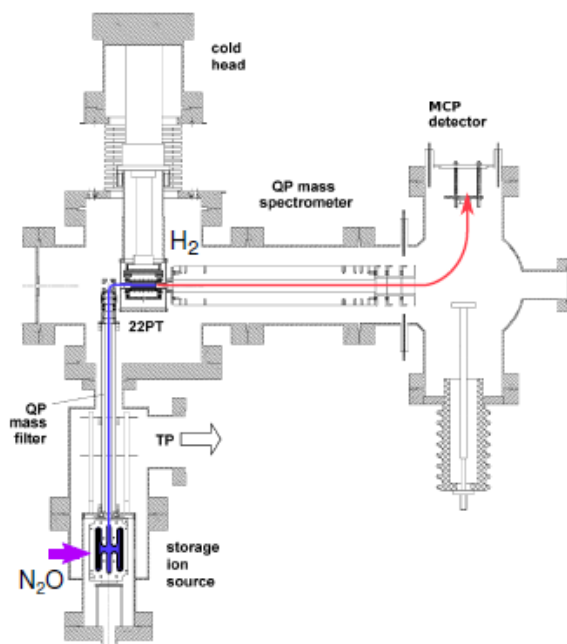 cold
head
MCP
detector
QP mass
spectrometer
H₂
22PT
QP
mass
filter
TP
storage
ion
source
N₂O